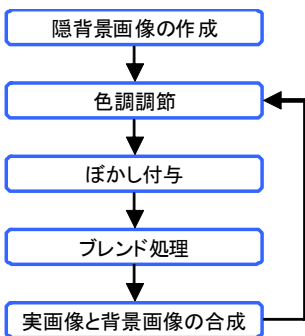 隠背景画像の作成
色調調節
ぼかし付与
ブレンド処理
実画像と背景画像の合成